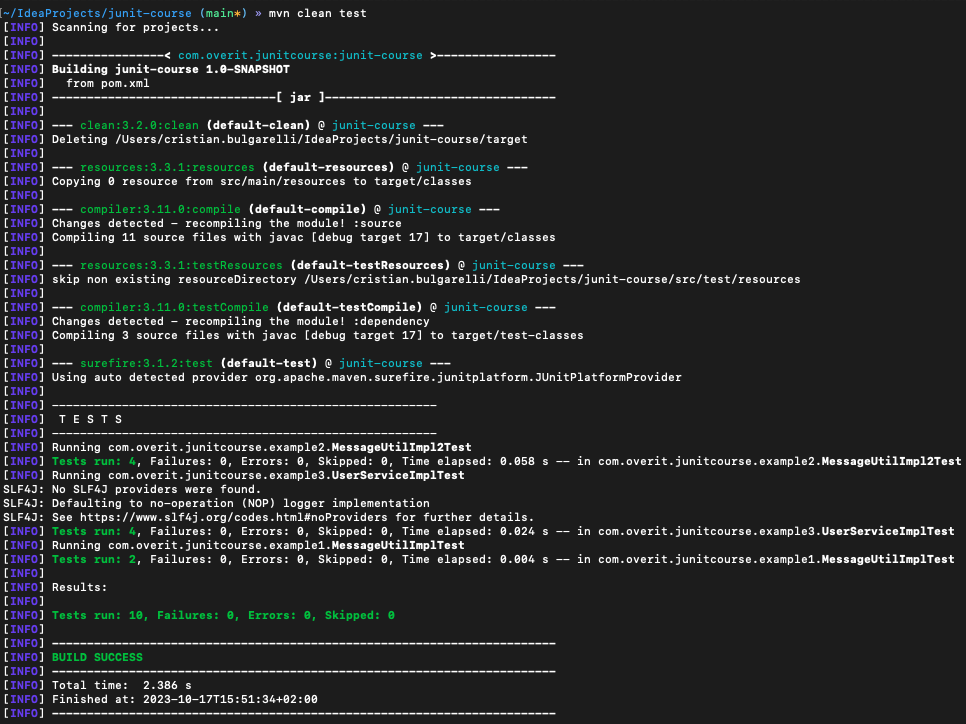 [~/IdeaProjects/junit-course (main*) » mvn clean test
[INFO] Scanning for projects...
[INFO]
[INFO] ----------------< com.overit.junitcourse:junit-course >-----------------
[INFO] Building junit-course 1.0-SNAPSHOT
[INFO]   from pom.xml
[INFO] --------------------------------[ jar ]---------------------------------
[INFO]
[INFO] --- clean:3.2.0:clean (default-clean) @ junit-course ---
[INFO] Deleting /Users/cristian.bulgarelli/IdeaProjects/junit-course/target
[INFO]
[INFO] --- resources:3.3.1:resources (default-resources) @ junit-course ---
[INFO] Copying 0 resource from src/main/resources to target/classes
[INFO]
[INFO] --- compiler:3.11.0:compile (default-compile) @ junit-course ---
[INFO] Changes detected - recompiling the module! :source
[INFO] Compiling 11 source files with javac [debug target 17] to target/classes
[INFO]
[INFO] --- resources:3.3.1:testResources (default-testResources) @ junit-course ---
[INFO] skip non existing resourceDirectory /Users/cristian.bulgarelli/IdeaProjects/junit-course/src/test/resources
[INFO]
[INFO] --- compiler:3.11.0:testCompile (default-testCompile) @ junit-course ---
[INFO] Changes detected - recompiling the module! :dependency
[INFO] Compiling 3 source files with javac [debug target 17] to target/test-classes
[INFO]
[INFO] --- surefire:3.1.2:test (default-test) @ junit-course ---
[INFO] Using auto detected provider org.apache.maven.surefire.junitplatform.JUnitPlatformProvider
[INFO]
[INFO] -------------------------------------------------------
[INFO]  T E S T S
[INFO] -------------------------------------------------------
[INFO] Running com.overit.junitcourse.example2.MessageUtilImpl2Test
[INFO] Tests run: 4, Failures: 0, Errors: 0, Skipped: 0, Time elapsed: 0.058 s -- in com.overit.junitcourse.example2.MessageUtilImpl2Test
[INFO] Running com.overit.junitcourse.example3.UserServiceImplTest
SLF4J: No SLF4J providers were found.
SLF4J: Defaulting to no-operation (NOP) logger implementation
SLF4J: See https://www.slf4j.org/codes.html#noProviders for further details.
[INFO] Tests run: 4, Failures: 0, Errors: 0, Skipped: 0, Time elapsed: 0.024 s -- in com.overit.junitcourse.example3.UserServiceImplTest
[INFO] Running com.overit.junitcourse.example1.MessageUtilImplTest
[INFO] Tests run: 2, Failures: 0, Errors: 0, Skipped: 0, Time elapsed: 0.004 s -- in com.overit.junitcourse.example1.MessageUtilImplTest
[INFO]
[INFO] Results:
[INFO]
[INFO] Tests run: 10, Failures: 0, Errors: 0, Skipped: 0
[INFO]
[INFO] ------------------------------------------------------------------------
[INFO] BUILD SUCCESS
[INFO] ------------------------------------------------------------------------
[INFO] Total time:  2.386 s
[INFO] Finished at: 2023-10-17T15:51:34+02:00
[INFO] ------------------------------------------------------------------------